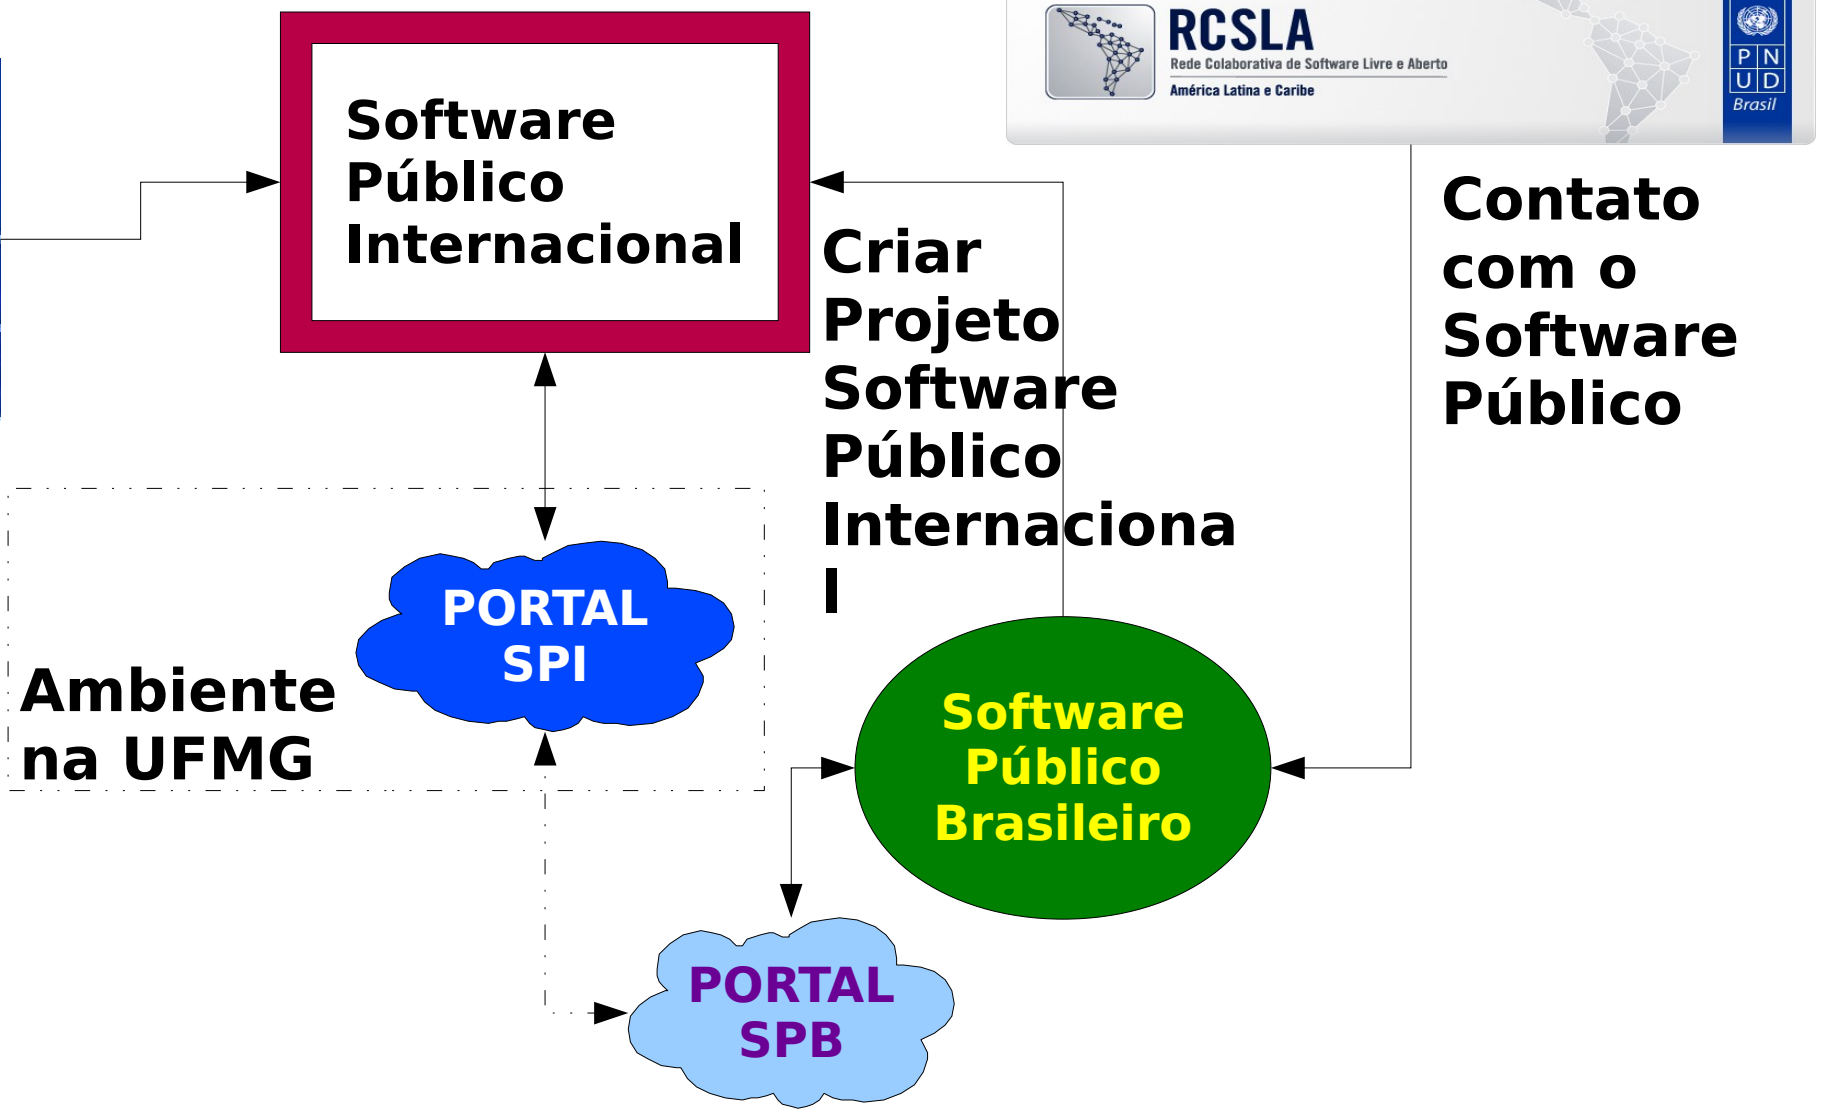 RCSLA
Rede Colaborativa de Software Livre e Aberto
América Latina e Caribe
P N
U D
Brasil
Software
Público
Internacional
Contato
com o
Software
Público
Criar
Projeto
Software
Público
Internaciona
l
PORTAL
SPI
Ambiente
na UFMG
Software
Público
Brasileiro
PORTAL
SPB